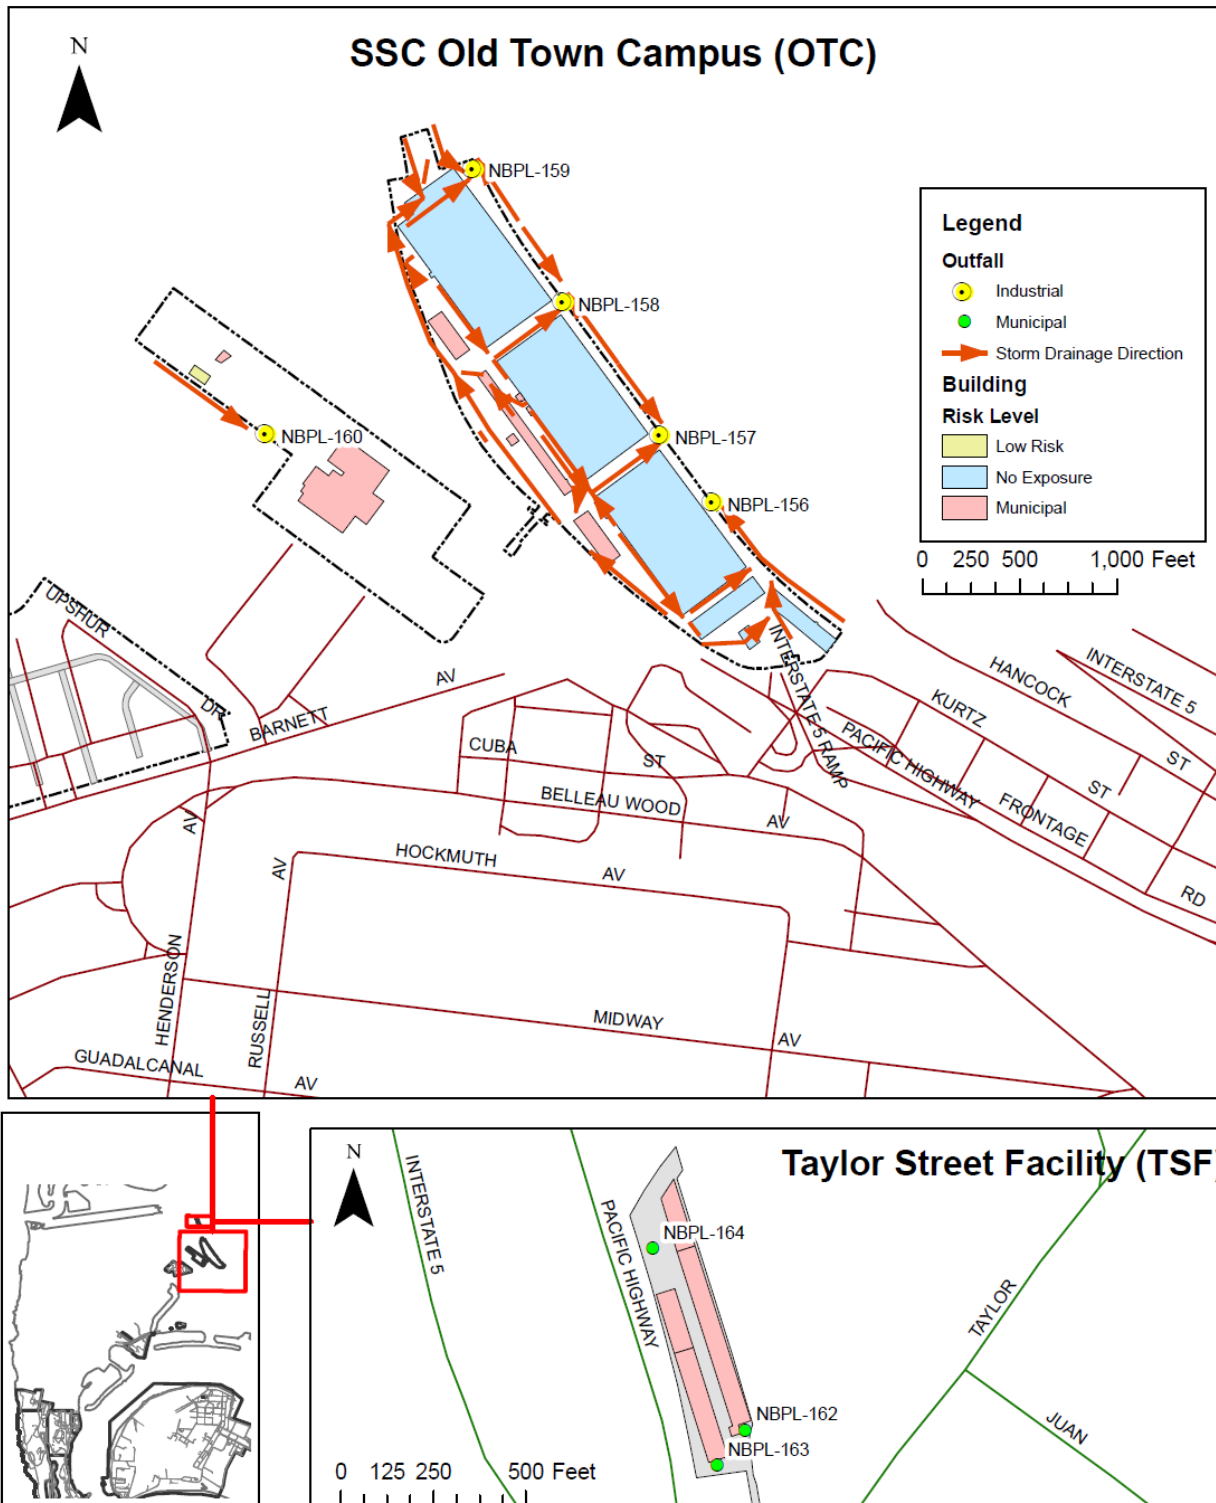 SSC Old Town Campus (OTC)
N
NBPL-159
NBPL-158
NBPL-160
NBPL-157
NBPL-156
Legend
Outfall
Industrial
Municipal
Storm Drainage Direction
Building
Risk Level
Low Risk
No Exposure
Municipal
0 250 500 1,000 Feet
UPSHUR
DR
BARNETT
AV
CUBA
ST
BELLEAU WOOD
AV
HOCKMUTH
AV
AV
AV
HENDERSON
RUSSELL
MIDWAY
AV
GUADALCANAL
AV
INTERSTATE 5 RAMP
PACIFIC HIGHWAY
KURTZ
ST
HANCOCK
ST
INTERSTATE 5
FRONTAGE
RD
Taylor Street Facility (TSF)
N
INTERSTATE 5
PACIFIC HIGHWAY
NBPL-164
NBPL-162
NBPL-163
TAYLOR
JUAN
0 125 250 500 Feet